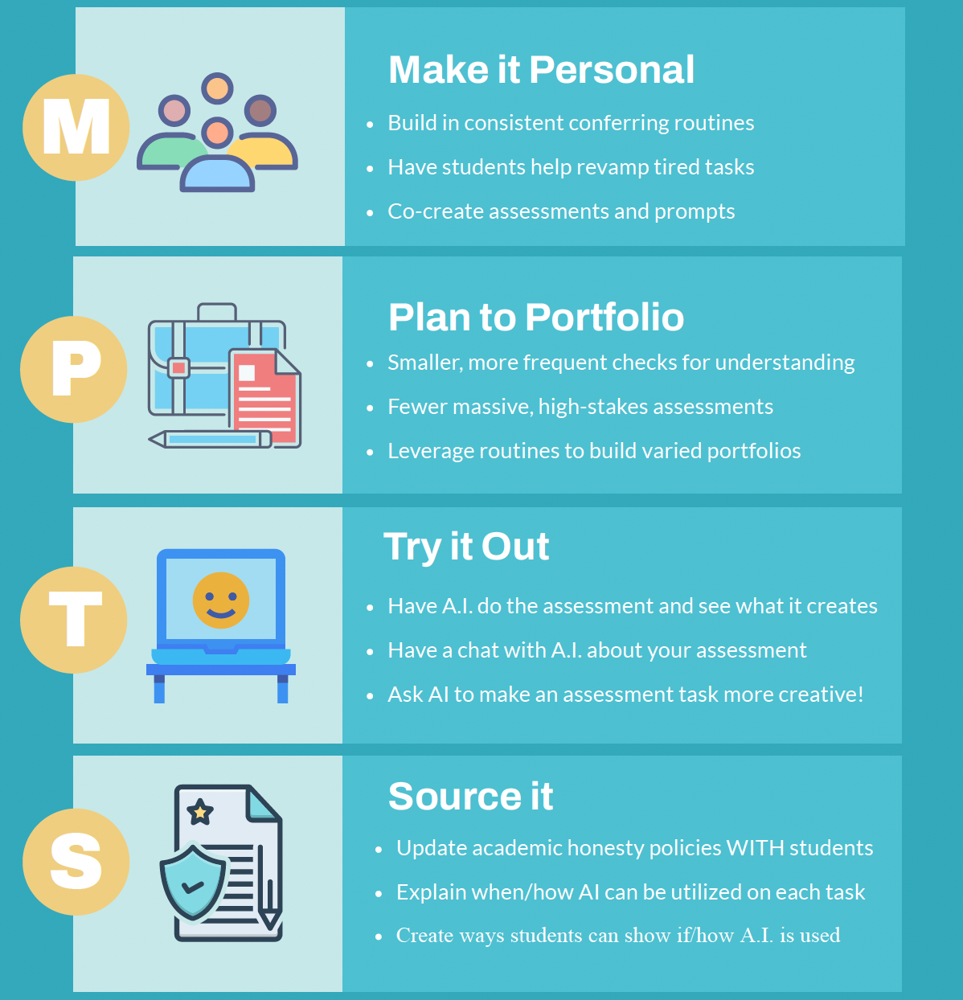 M
Make it Personal
• Build in consistent conferring routines
• Have students help revamp tired tasks
• Co-create assessments and prompts
P
Plan to Portfolio
• Smaller, more frequent checks for understanding
• Fewer massive, high-stakes assessments
• Leverage routines to build varied portfolios
T
Try it Out
• Have A.I. do the assessment and see what it creates
• Have a chat with A.I. about your assessment
• Ask AI to make an assessment task more creative!
S
Source it
• Update academic honesty policies WITH students
• Explain when/how AI can be utilized on each task
• Create ways students can show if/how A.I. is used